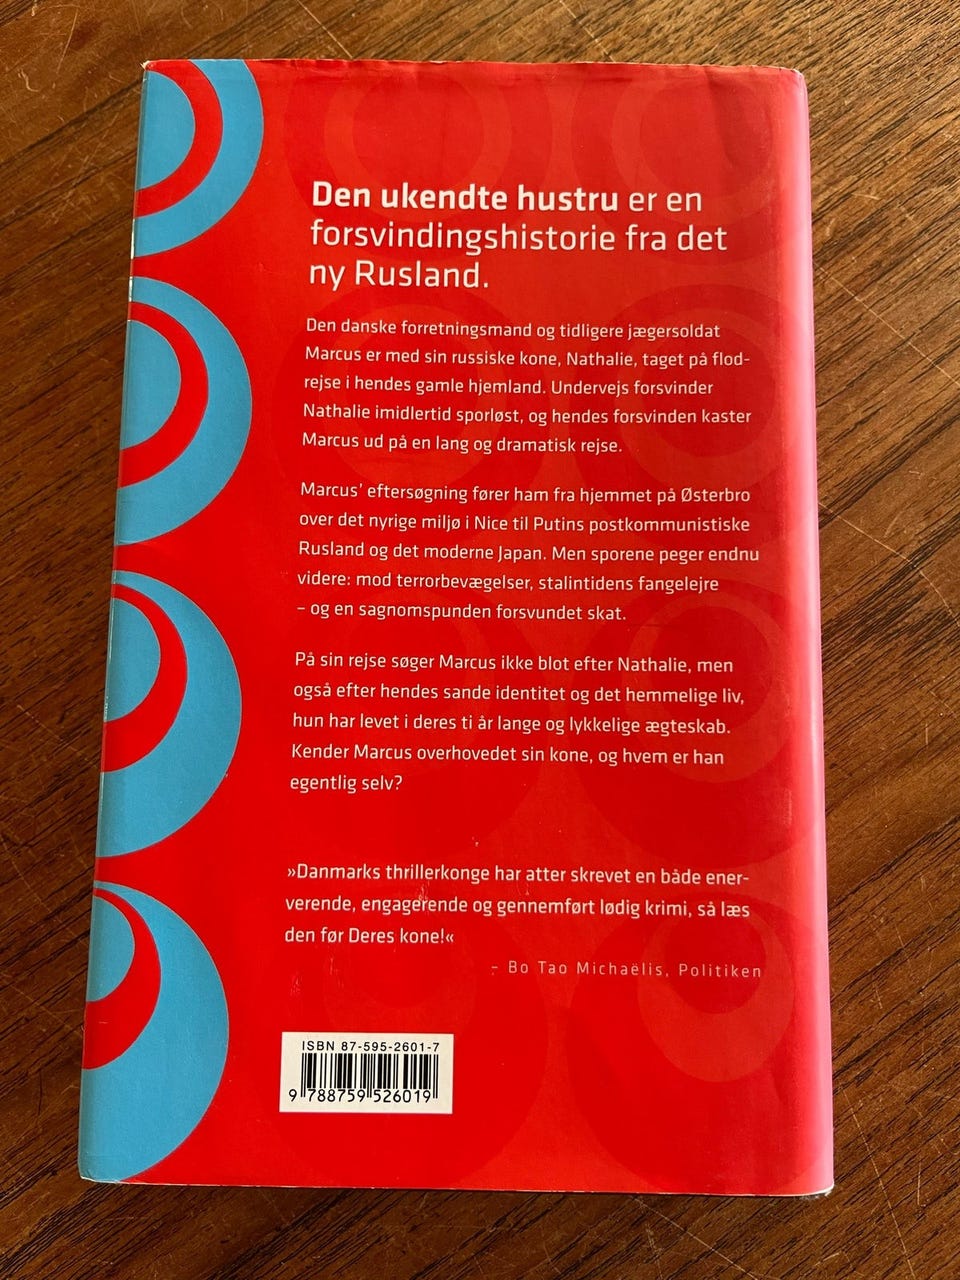 Den ukendte hustru er en
forsvindingshistorie fra det
ny Rusland.
Den danske forretningsmand og tidligere jægersoldat
Marcus er med sin russiske kone, Nathalie, taget på flod-
rejse i hendes gamle hjemland. Undervejs forsvinder
Nathalie imidlertid sporløst, og hendes forsvinden kaster
Marcus ud på en lang og dramatisk rejse.
Marcus' eftersøgning fører ham fra hjemmet på Østerbro
over det nyrige miljø i Nice til Putins postkommunistiske
Rusland og det moderne Japan. Men sporene peger endnu
videre: mod terrorbevægelser, stalintidens fangelejre
– og en sagnomspunden forsvundet skat.
På sin rejse søger Marcus ikke blot efter Nathalie, men
også efter hendes sande identitet og det hemmelige liv,
hun har levet i deres ti år lange og lykkelige ægteskab.
Kender Marcus overhovedet sin kone, og hvem er han
egentlig selv?
»Danmarks thrillerkonge har atter skrevet en både ener-
verende, engagerende og gennemført lødig krimi, så læs
den før Deres kone!«
– Bo Tao Michaëlis, Politiken
ISBN 87-595-2601-7
9 788759 526019